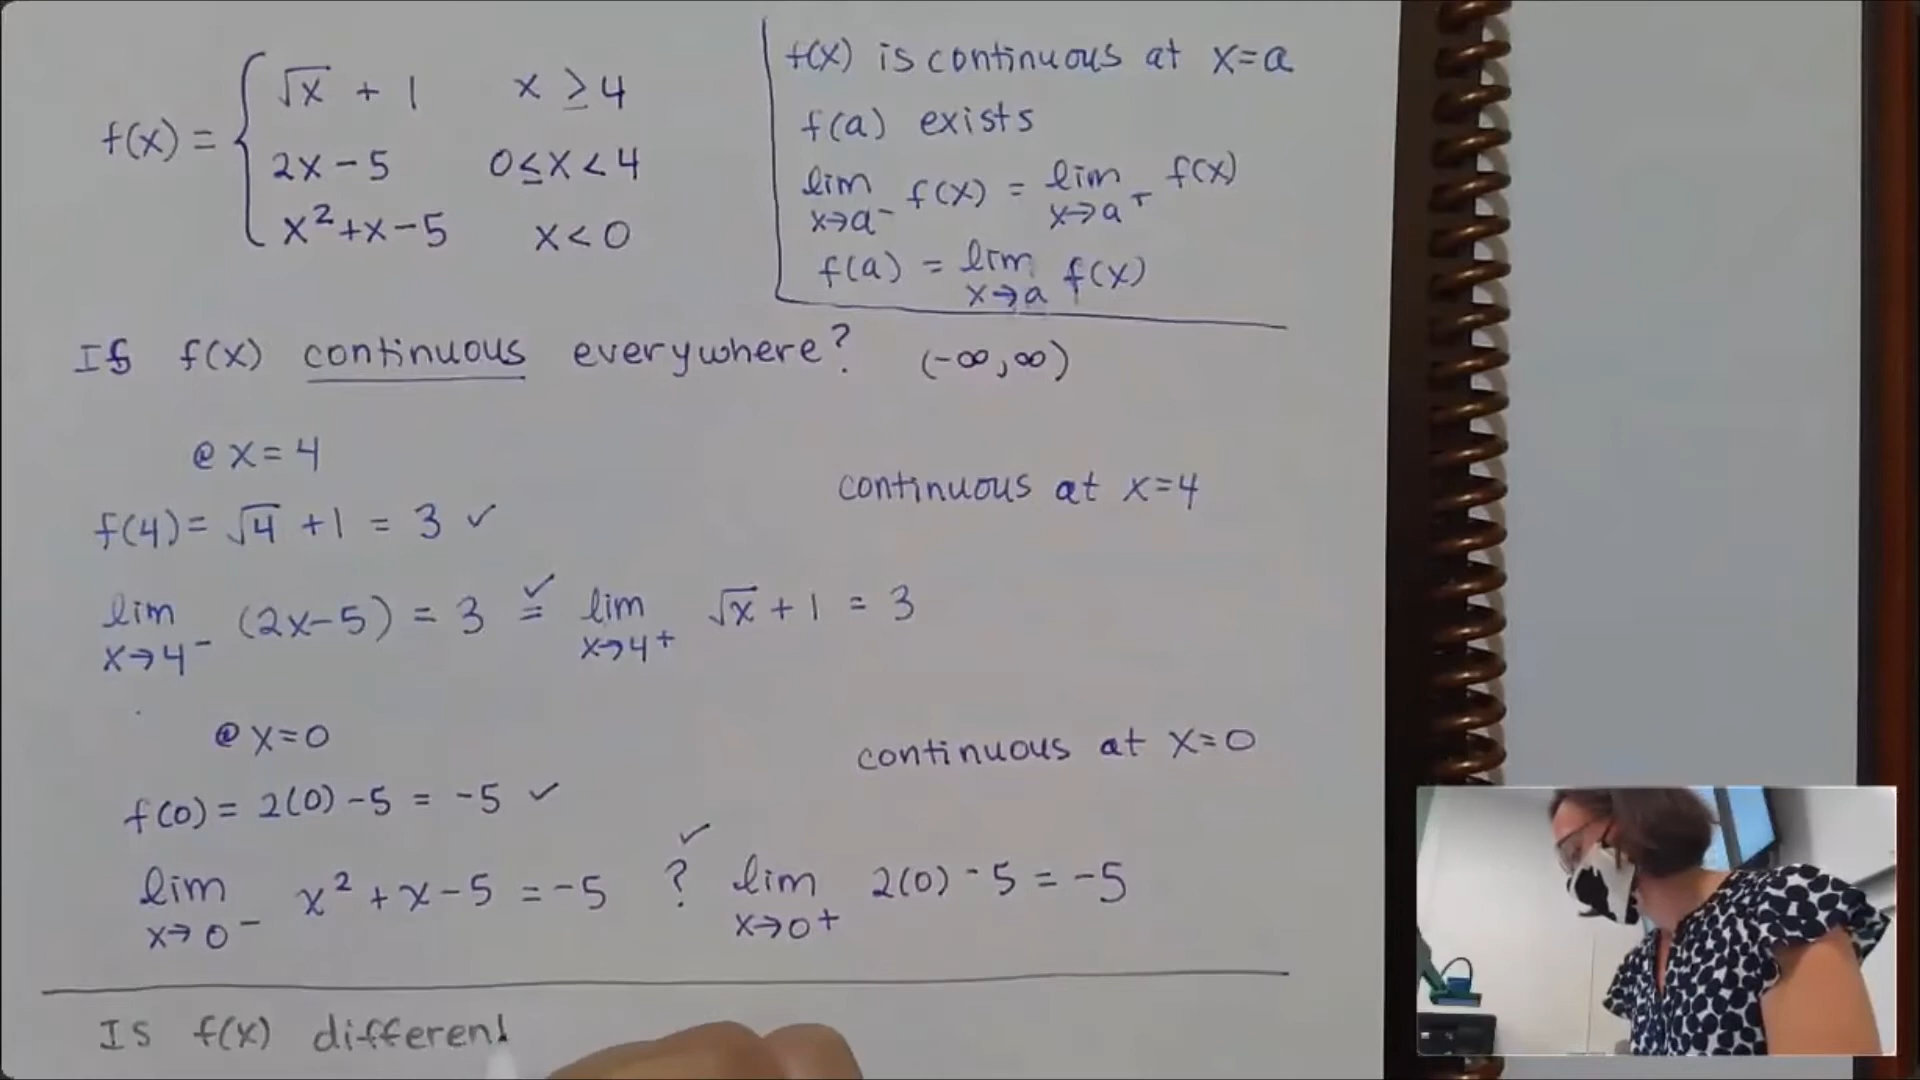 f(x) = { √x + 1 x ≥ 4
2x - 5 0 ≤ x < 4
x² + x - 5 x < 0
f(x) is continuous at x = a
f(a) exists
lim x→a⁻ f(x) = lim x→a⁺ f(x)
f(a) = lim x→a f(x)
Is f(x) continuous everywhere? (-∞, ∞)
@ x = 4
continuous at x = 4
f(4) = √4 + 1 = 3 ✓
lim x→4⁻ (2x - 5) = 3 =✓ lim x→4⁺ √x + 1 = 3
@ x = 0
continuous at x = 0
f(0) = 2(0) - 5 = -5 ✓
lim x→0⁻ x² + x - 5 = -5 ?✓ lim x→0⁺ 2(0) - 5 = -5
Is f(x) different